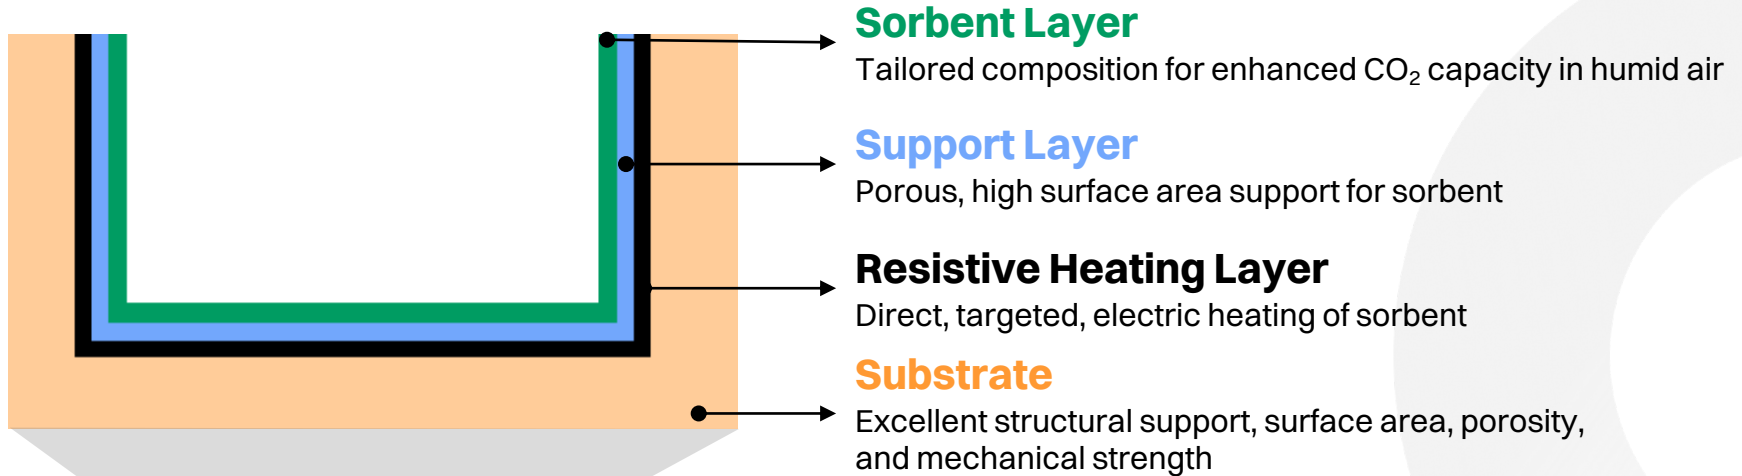 Sorbent Layer
Tailored composition for enhanced CO₂ capacity in humid air
Support Layer
Porous, high surface area support for sorbent
Resistive Heating Layer
Direct, targeted, electric heating of sorbent
Substrate
Excellent structural support, surface area, porosity,
and mechanical strength